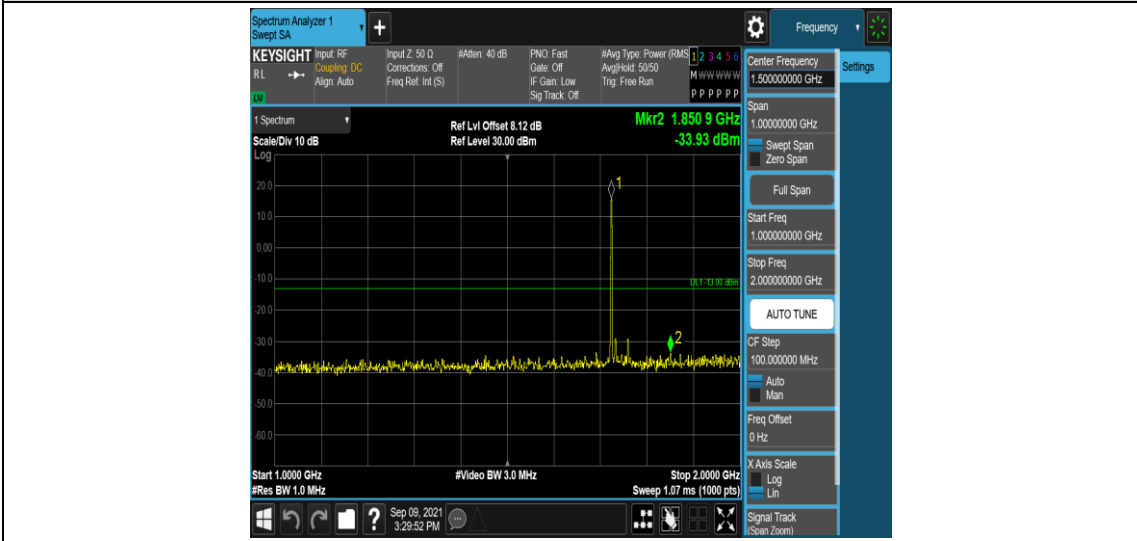 Spectrum Analyzer 1
Swept SA
+
Frequency
KEYSIGHT
RL
LNI
Input: RF
Coupling: DC
Align: Auto
Input Z: 50 Ω
Corrections: Off
Freq Ref: Int (S)
#Atten: 40 dB
PNO: Fast
Gate: Off
IF Gain: Low
Sig Track: Off
#Avg Type: Power (RMS
Avg|Hold: 50/50
Trig: Free Run
1 2 3 4 5 6
M W W W W W
P P P P P P
1 Spectrum
Scale/Div 10 dB
Ref Lvl Offset 8.12 dB
Ref Level 30.00 dBm
Mkr2 1.850 9 GHz
-33.93 dBm
Log
20.0
10.0
0.00
-10.0
-20.0
-30.0
-40.0
-50.0
-60.0
1
DL1 -13.00 dBm
2
Start 1.0000 GHz
#Res BW 1.0 MHz
#Video BW 3.0 MHz
Stop 2.0000 GHz
Sweep 1.07 ms (1000 pts)
?
Sep 09, 2021
3:29:52 PM
Center Frequency
1.500000000 GHz
Settings
Span
1.00000000 GHz
Swept Span
Zero Span
Full Span
Start Freq
1.000000000 GHz
Stop Freq
2.000000000 GHz
AUTO TUNE
CF Step
100.000000 MHz
Auto
Man
Freq Offset
0 Hz
X Axis Scale
Log
Lin
Signal Track
(Span Zoom)